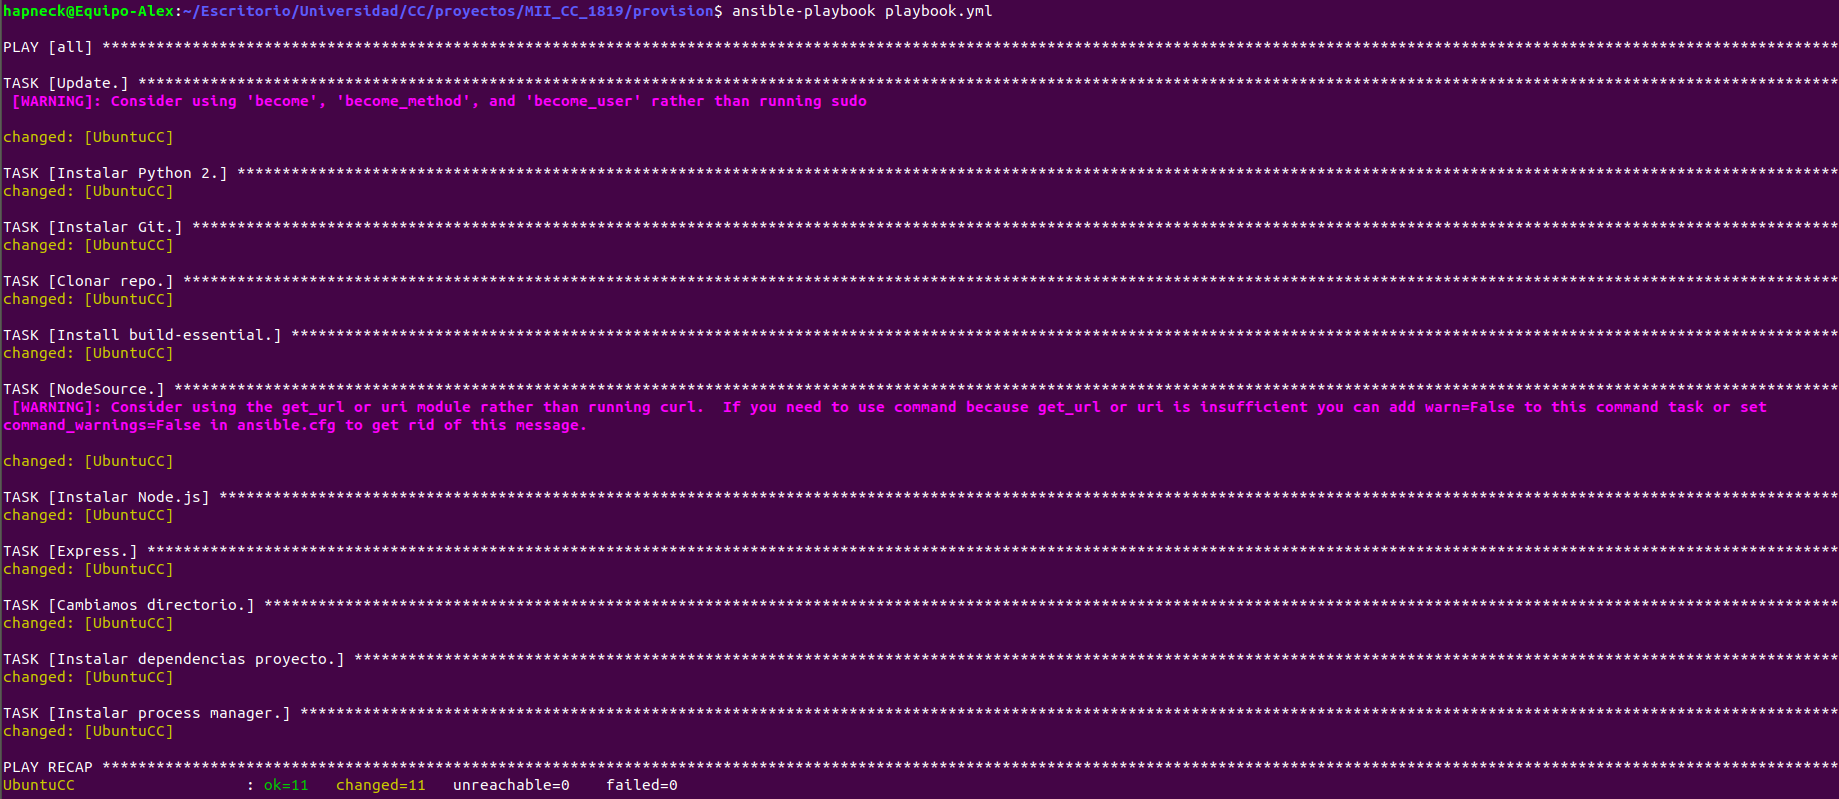 hapneck@Equipo-Alex:~/Escritorio/Universidad/CC/proyectos/MII_CC_1819/provision$ ansible-playbook playbook.yml
PLAY [all] ****************************************************************************************************************************************************************************************************
TASK [Update.] ************************************************************************************************************************************************************************************************
 [WARNING]: Consider using 'become', 'become_method', and 'become_user' rather than running sudo
changed: [UbuntuCC]
TASK [Instalar Python 2.] *************************************************************************************************************************************************************************************
changed: [UbuntuCC]
TASK [Instalar Git.] ******************************************************************************************************************************************************************************************
changed: [UbuntuCC]
TASK [Clonar repo.] *******************************************************************************************************************************************************************************************
changed: [UbuntuCC]
TASK [Install build-essential.] *******************************************************************************************************************************************************************************
changed: [UbuntuCC]
TASK [NodeSource.] ********************************************************************************************************************************************************************************************
 [WARNING]: Consider using the get_url or uri module rather than running curl.  If you need to use command because get_url or uri is insufficient you can add warn=False to this command task or set
command_warnings=False in ansible.cfg to get rid of this message.
changed: [UbuntuCC]
TASK [Instalar Node.js] ***************************************************************************************************************************************************************************************
changed: [UbuntuCC]
TASK [Express.] ***********************************************************************************************************************************************************************************************
changed: [UbuntuCC]
TASK [Cambiamos directorio.] **********************************************************************************************************************************************************************************
changed: [UbuntuCC]
TASK [Instalar dependencias proyecto.] ************************************************************************************************************************************************************************
changed: [UbuntuCC]
TASK [Instalar process manager.] ******************************************************************************************************************************************************************************
changed: [UbuntuCC]
PLAY RECAP ****************************************************************************************************************************************************************************************************
UbuntuCC                   : ok=11   changed=11   unreachable=0    failed=0